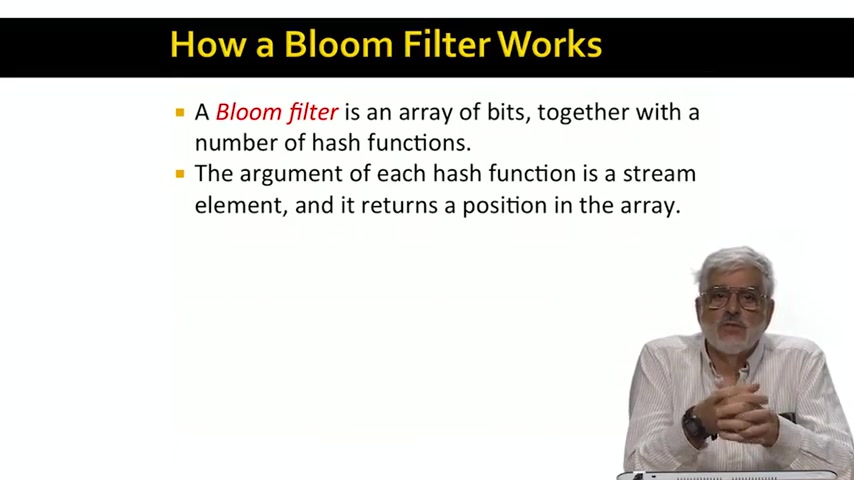 How a Bloom Filter Works
A Bloom filter is an array of bits, together with a
number of hash functions.
The argument of each hash function is a stream
element, and it returns a position in the array.